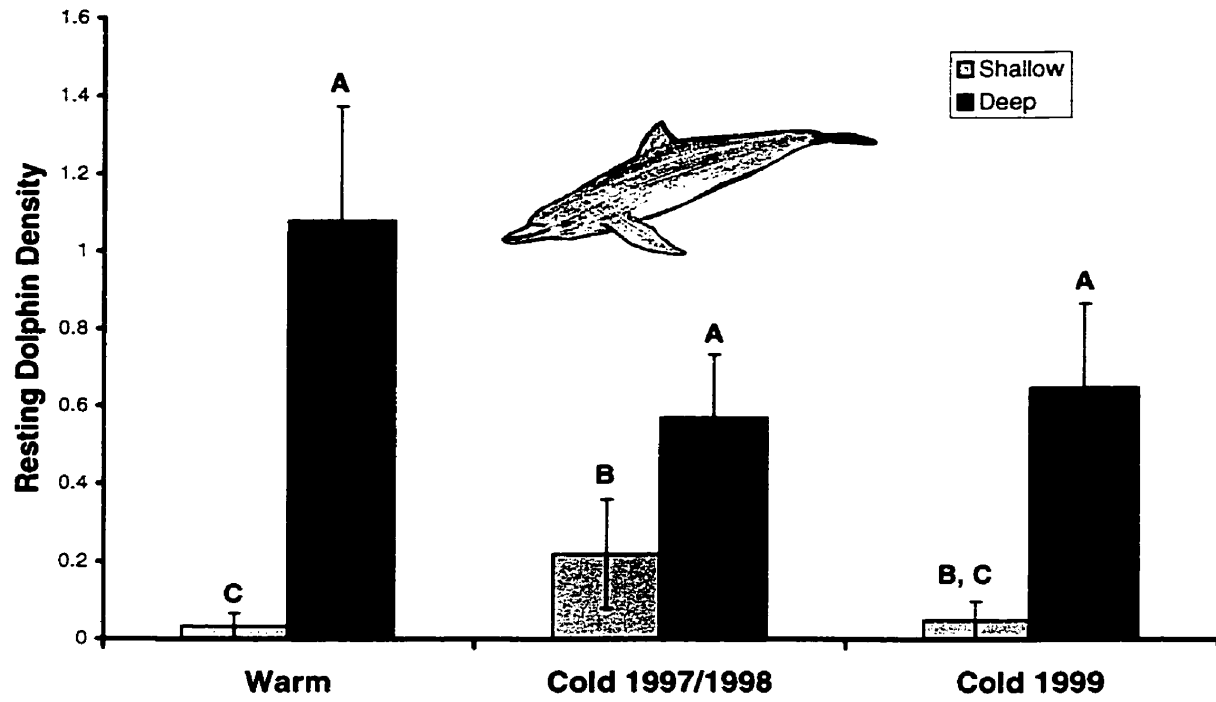 1.6
1.4
1.2
1
0.8
0.6
0.4
0.2
0
Resting Dolphin Density
Shallow
Deep
C
A
B
A
B, C
A
Warm
Cold 1997/1998
Cold 1999